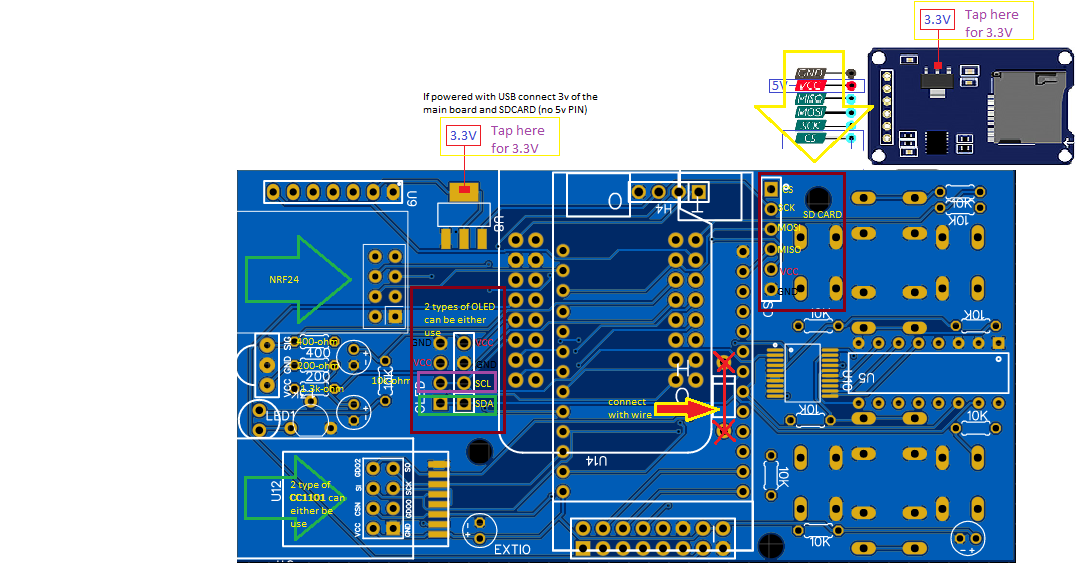 3.3V
Tap here
for 3.3V
If powered with USB connect 3v of the
main board and SDCARD (no 5v PIN)
3.3V
Tap here
for 3.3V
GND
5V
VCC
MISO
MOSI
CS
U9
U8
H4
CS
SCK
SD CARD
MOSI
MISO
VCC
GND
SD
10K
10K
NRF24
2 types of OLED
can be either
use
GND
VCC
VCC
GND
SCL
SDA
OLED
400-ohm
400
200-ohm
200
1.3k-ohm
10k-ohm
SIG
GND
VCC
LED1
connect
with wire
10K
10K
U10
U5
10K
10K
10K
10K
U14
U12
2 type of
CC1101 can
either be
use
GDO2
SI
CSN
VCC
SO
SCK
GDO0
GND
EXTIO